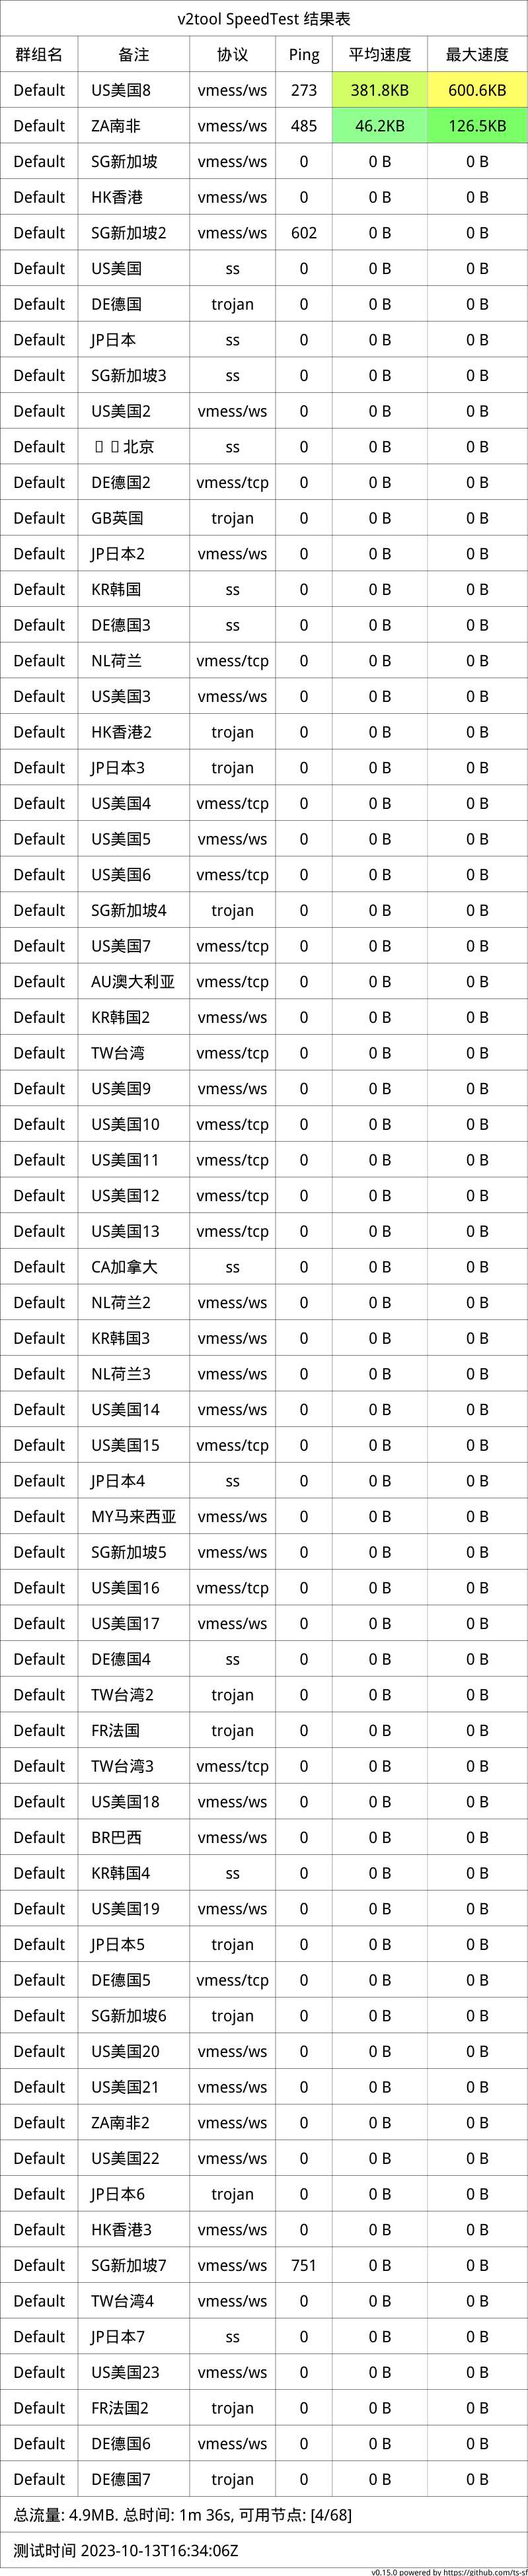 v2tool SpeedTest 结果表
群组名 备注 协议 Ping 平均速度 最大速度
Default US美国8 vmess/ws 273 381.8KB 600.6KB
Default ZA南非 vmess/ws 485 46.2KB 126.5KB
Default SG新加坡 vmess/ws 0 0 B 0 B
Default HK香港 vmess/ws 0 0 B 0 B
Default SG新加坡2 vmess/ws 602 0 B 0 B
Default US美国 ss 0 0 B 0 B
Default DE德国 trojan 0 0 B 0 B
Default JP日本 ss 0 0 B 0 B
Default SG新加坡3 ss 0 0 B 0 B
Default US美国2 vmess/ws 0 0 B 0 B
Default 北京 ss 0 0 B 0 B
Default DE德国2 vmess/tcp 0 0 B 0 B
Default GB英国 trojan 0 0 B 0 B
Default JP日本2 vmess/ws 0 0 B 0 B
Default KR韩国 ss 0 0 B 0 B
Default DE德国3 ss 0 0 B 0 B
Default NL荷兰 vmess/tcp 0 0 B 0 B
Default US美国3 vmess/ws 0 0 B 0 B
Default HK香港2 trojan 0 0 B 0 B
Default JP日本3 trojan 0 0 B 0 B
Default US美国4 vmess/tcp 0 0 B 0 B
Default US美国5 vmess/ws 0 0 B 0 B
Default US美国6 vmess/tcp 0 0 B 0 B
Default SG新加坡4 trojan 0 0 B 0 B
Default US美国7 vmess/tcp 0 0 B 0 B
Default AU澳大利亚 vmess/tcp 0 0 B 0 B
Default KR韩国2 vmess/ws 0 0 B 0 B
Default TW台湾 vmess/tcp 0 0 B 0 B
Default US美国9 vmess/ws 0 0 B 0 B
Default US美国10 vmess/tcp 0 0 B 0 B
Default US美国11 vmess/tcp 0 0 B 0 B
Default US美国12 vmess/tcp 0 0 B 0 B
Default US美国13 vmess/tcp 0 0 B 0 B
Default CA加拿大 ss 0 0 B 0 B
Default NL荷兰2 vmess/ws 0 0 B 0 B
Default KR韩国3 vmess/ws 0 0 B 0 B
Default NL荷兰3 vmess/ws 0 0 B 0 B
Default US美国14 vmess/ws 0 0 B 0 B
Default US美国15 vmess/tcp 0 0 B 0 B
Default JP日本4 ss 0 0 B 0 B
Default MY马来西亚 vmess/ws 0 0 B 0 B
Default SG新加坡5 vmess/ws 0 0 B 0 B
Default US美国16 vmess/tcp 0 0 B 0 B
Default US美国17 vmess/ws 0 0 B 0 B
Default DE德国4 ss 0 0 B 0 B
Default TW台湾2 trojan 0 0 B 0 B
Default FR法国 trojan 0 0 B 0 B
Default TW台湾3 vmess/tcp 0 0 B 0 B
Default US美国18 vmess/ws 0 0 B 0 B
Default BR巴西 vmess/ws 0 0 B 0 B
Default KR韩国4 ss 0 0 B 0 B
Default US美国19 vmess/ws 0 0 B 0 B
Default JP日本5 trojan 0 0 B 0 B
Default DE德国5 vmess/tcp 0 0 B 0 B
Default SG新加坡6 trojan 0 0 B 0 B
Default US美国20 vmess/ws 0 0 B 0 B
Default US美国21 vmess/ws 0 0 B 0 B
Default ZA南非2 vmess/ws 0 0 B 0 B
Default US美国22 vmess/ws 0 0 B 0 B
Default JP日本6 trojan 0 0 B 0 B
Default HK香港3 vmess/ws 0 0 B 0 B
Default SG新加坡7 vmess/ws 751 0 B 0 B
Default TW台湾4 vmess/ws 0 0 B 0 B
Default JP日本7 ss 0 0 B 0 B
Default US美国23 vmess/ws 0 0 B 0 B
Default FR法国2 trojan 0 0 B 0 B
Default DE德国6 vmess/ws 0 0 B 0 B
Default DE德国7 trojan 0 0 B 0 B
总流量: 4.9MB. 总时间: 1m 36s, 可用节点: [4/68]
测试时间 2023-10-13T16:34:06Z
v0.15.0 powered by https://github.com/ts-sf